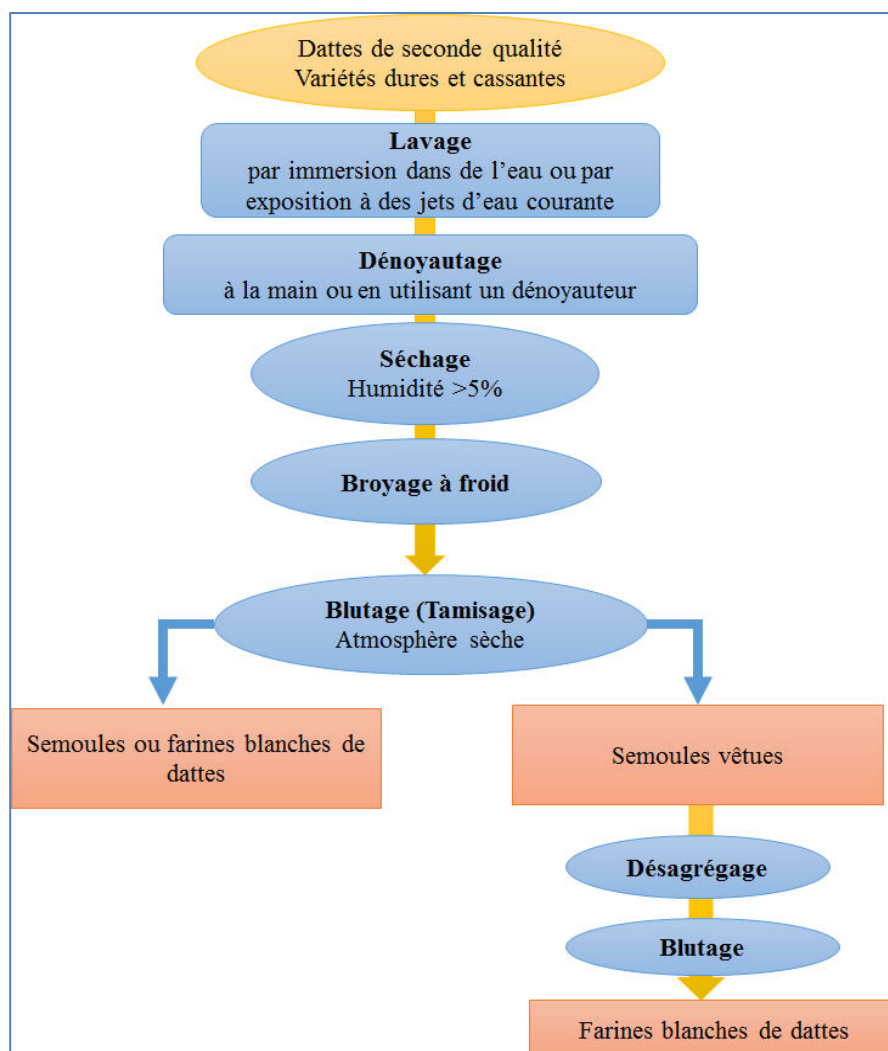 Dattes de seconde qualité
Variétés dures et cassantes
Lavage
par immersion dans de l’eau ou par
exposition à des jets d’eau courante
Dénoyautage
à la main ou en utilisant un dénoyauteur
Séchage
Humidité >5%
Broyage à froid
Blutage (Tamisage)
Atmosphère sèche
Semoules ou farines blanches de
dattes
Semoules vêtues
Désagrégage
Blutage
Farines blanches de dattes